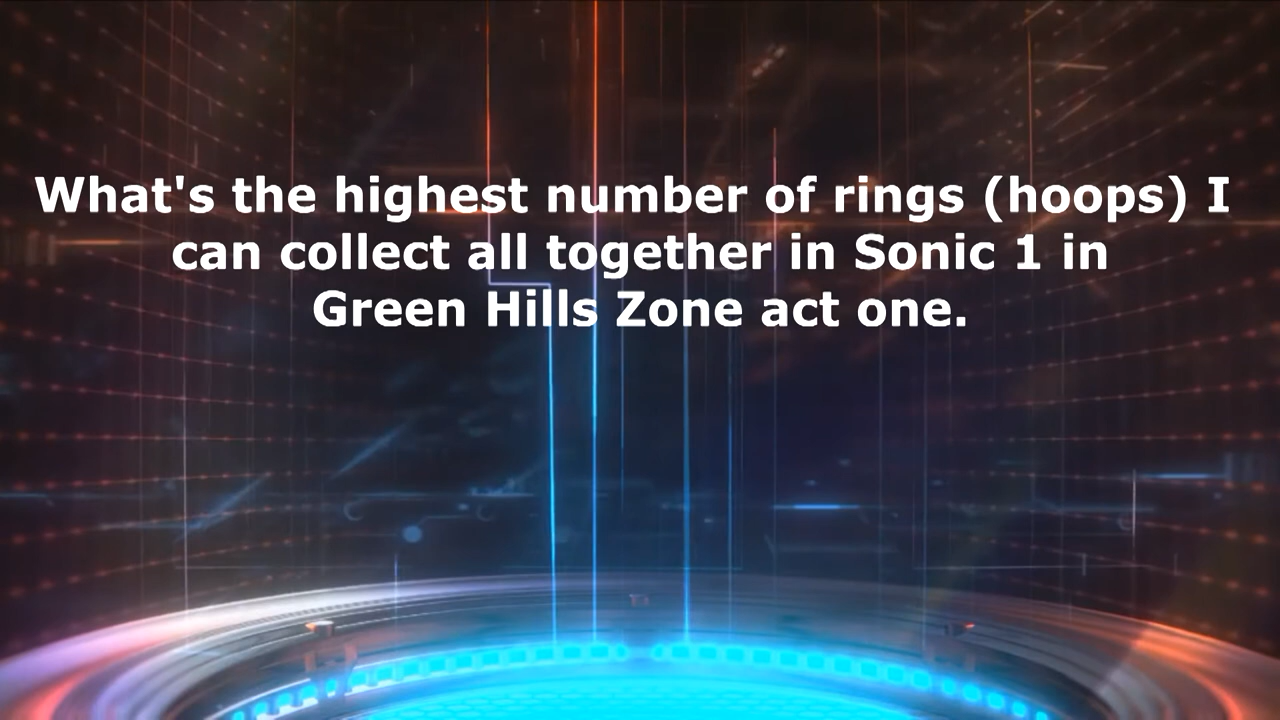 What's the highest number of rings (hoops) I
can collect all together in Sonic 1 in
Green Hills Zone act one.